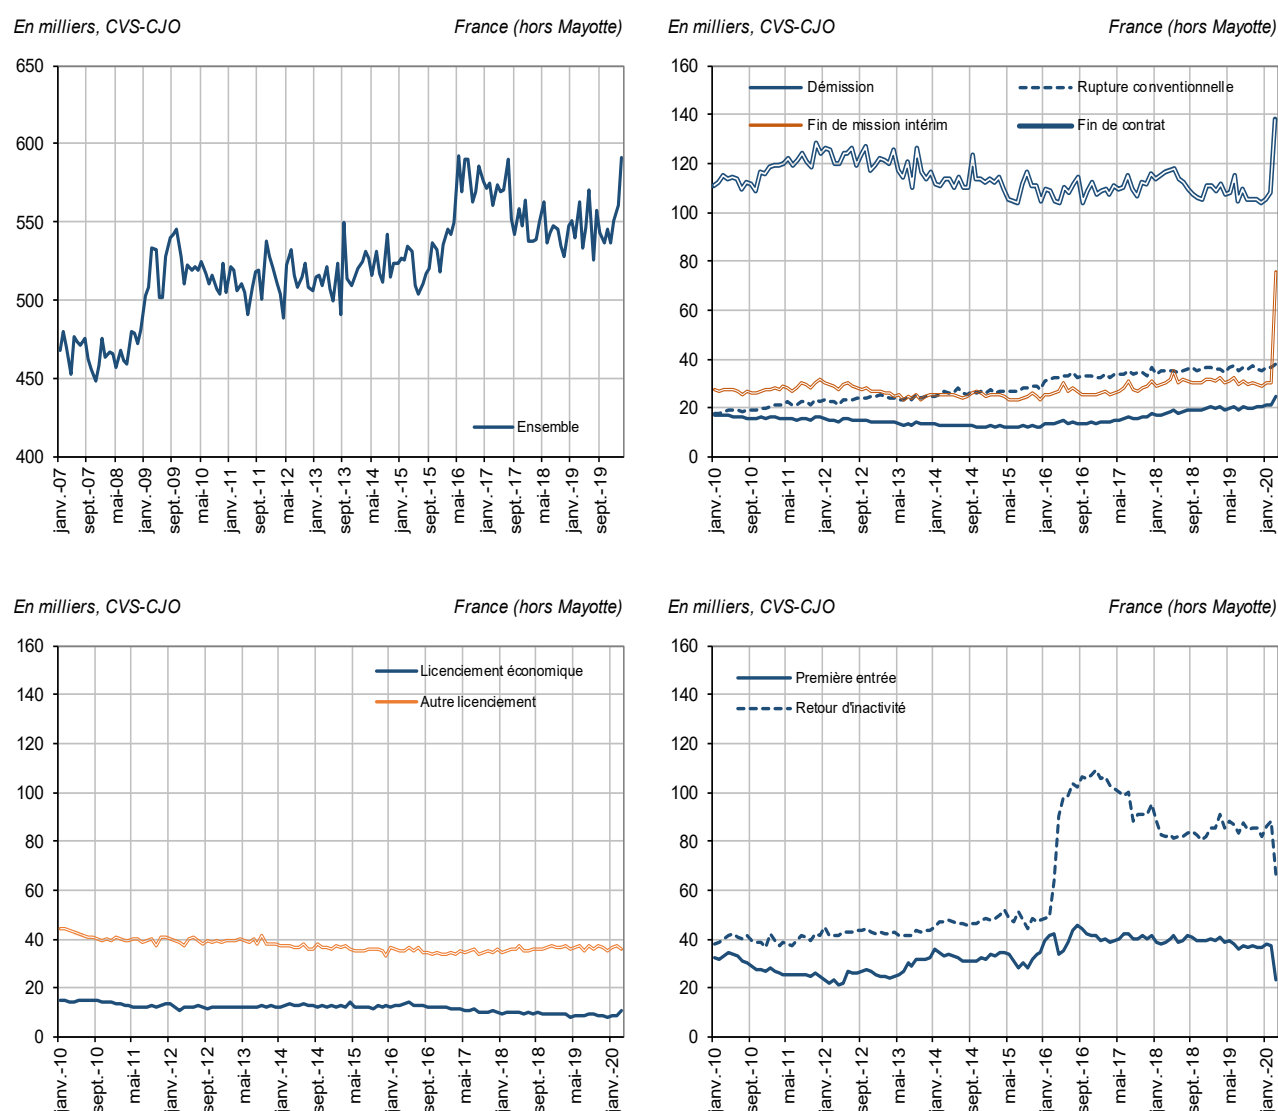 En milliers, CVS-CJO
France (hors Mayotte)
650
600
550
500
450
400
Ensemble
janv.-07
sept.-07
mai-08
janv.-09
sept.-09
mai-10
janv.-11
sept.-11
mai-12
janv.-13
sept.-13
mai-14
janv.-15
sept.-15
mai-16
janv.-17
sept.-17
mai-18
janv.-19
sept.-19
En milliers, CVS-CJO
France (hors Mayotte)
160
140
120
100
80
60
40
20
0
Démission
Rupture conventionnelle
Fin de mission intérim
Fin de contrat
janv.-10
sept.-10
mai-11
janv.-12
sept.-12
mai-13
janv.-14
sept.-14
mai-15
janv.-16
sept.-16
mai-17
janv.-18
sept.-18
mai-19
janv.-20
En milliers, CVS-CJO
France (hors Mayotte)
160
140
120
100
80
60
40
20
0
Licenciement économique
Autre licenciement
janv.-10
sept.-10
mai-11
janv.-12
sept.-12
mai-13
janv.-14
sept.-14
mai-15
janv.-16
sept.-16
mai-17
janv.-18
sept.-18
mai-19
janv.-20
En milliers, CVS-CJO
France (hors Mayotte)
160
140
120
100
80
60
40
20
0
Première entrée
Retour d'inactivité
janv.-10
sept.-10
mai-11
janv.-12
sept.-12
mai-13
janv.-14
sept.-14
mai-15
janv.-16
sept.-16
mai-17
janv.-18
sept.-18
mai-19
janv.-20